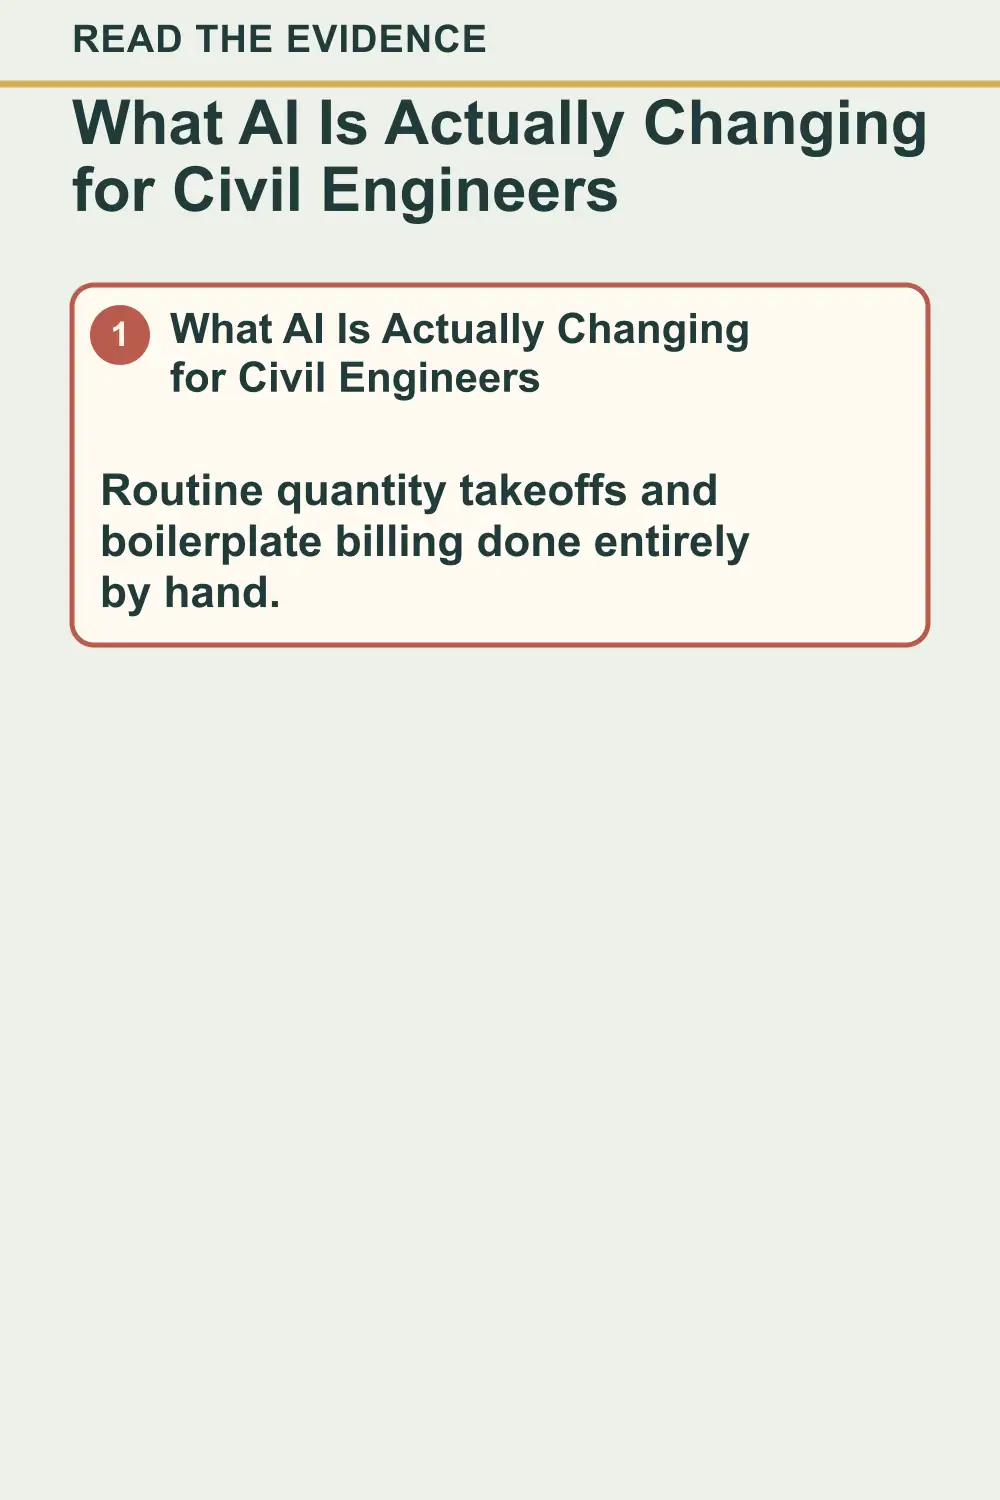 READ THE EVIDENCE
What AI Is Actually Changing
for Civil Engineers
1
What AI Is Actually Changing
for Civil Engineers
Routine quantity takeoffs and
boilerplate billing done entirely
by hand.